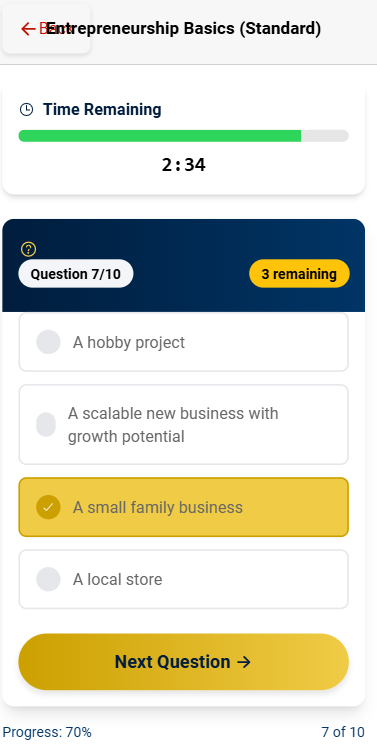 ← Back
Entrepreneurship Basics (Standard)
Time Remaining
2:34
Question 7/10
3 remaining
A hobby project
A scalable new business with
growth potential
A small family business
A local store
Next Question →
Progress: 70%
7 of 10